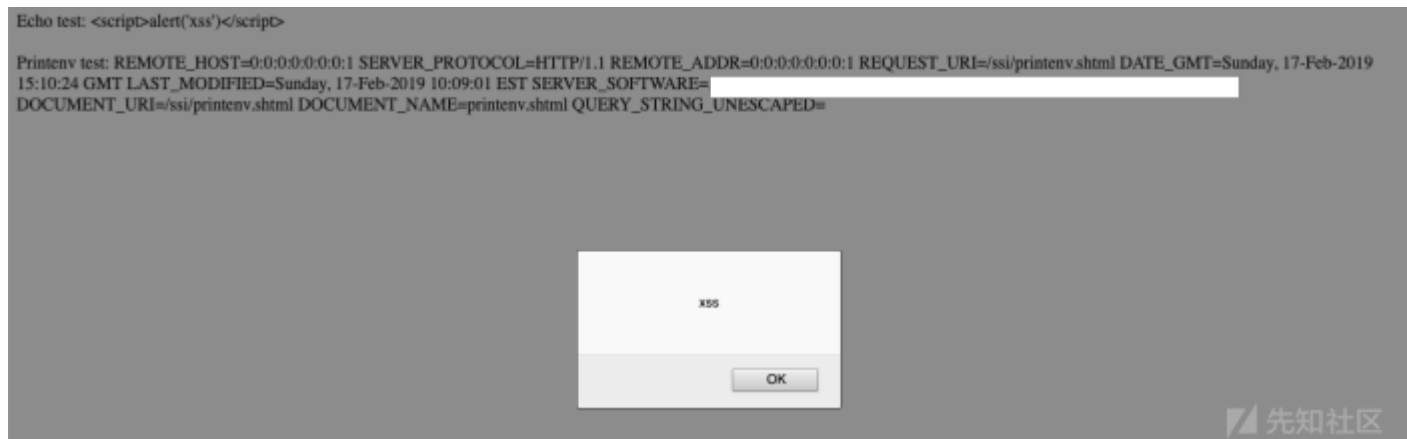 Echo test: <script>alert('xss')</script>
Printenv test: REMOTE_HOST=0:0:0:0:0:0:0:1 SERVER_PROTOCOL=HTTP/1.1 REMOTE_ADDR=0:0:0:0:0:0:0:1 REQUEST_URI=/ssi/printenv.shtml DATE_GMT=Sunday, 17-Feb-2019
15:10:24 GMT LAST_MODIFIED=Sunday, 17-Feb-2019 10:09:01 EST SERVER_SOFTWARE=
DOCUMENT_URI=/ssi/printenv.shtml DOCUMENT_NAME=printenv.shtml QUERY_STRING_UNESCAPED=
xss
OK
先知社区